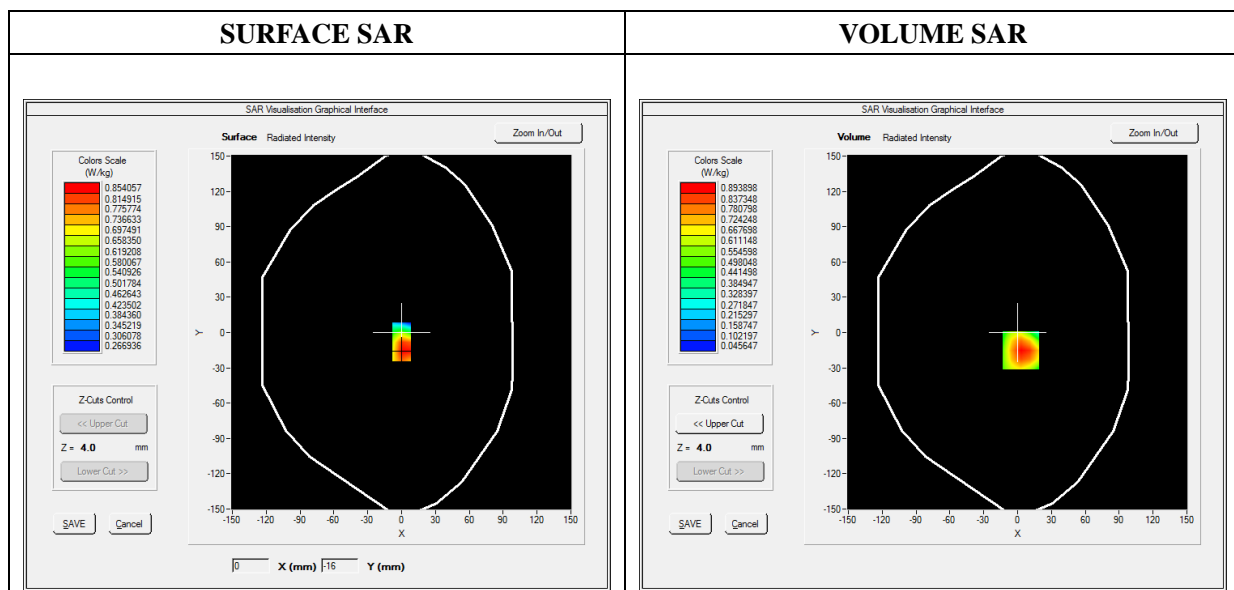 SURFACE SAR
VOLUME SAR
SAR Visualisation Graphical Interface
Surface Radiated Intensity
Zoom In/Out
Colors Scale
(W/kg)
0.854057
0.814915
0.775774
0.736633
0.697491
0.658350
0.619208
0.580067
0.540926
0.501784
0.462643
0.423502
0.384360
0.345219
0.306078
0.266936
Z-Cuts Control
<< Upper Cut
Z = 4.0 mm
Lower Cut >>
SAVE Cancel
150
120
90
60
30
0
-30
-60
-90
-120
-150
Y
-150 -120 -90 -60 -30 0 30 60 90 120 150
X
0 X (mm) -16 Y (mm)
SAR Visualisation Graphical Interface
Volume Radiated Intensity
Zoom In/Out
Colors Scale
(W/kg)
0.893898
0.837348
0.780798
0.724248
0.667698
0.611148
0.554598
0.498048
0.441498
0.384947
0.328397
0.271847
0.215297
0.158747
0.102197
0.045647
Z-Cuts Control
<< Upper Cut
Z = 4.0 mm
Lower Cut >>
SAVE Cancel
150
120
90
60
30
0
-30
-60
-90
-120
-150
Y
-150 -120 -90 -60 -30 0 30 60 90 120 150
X